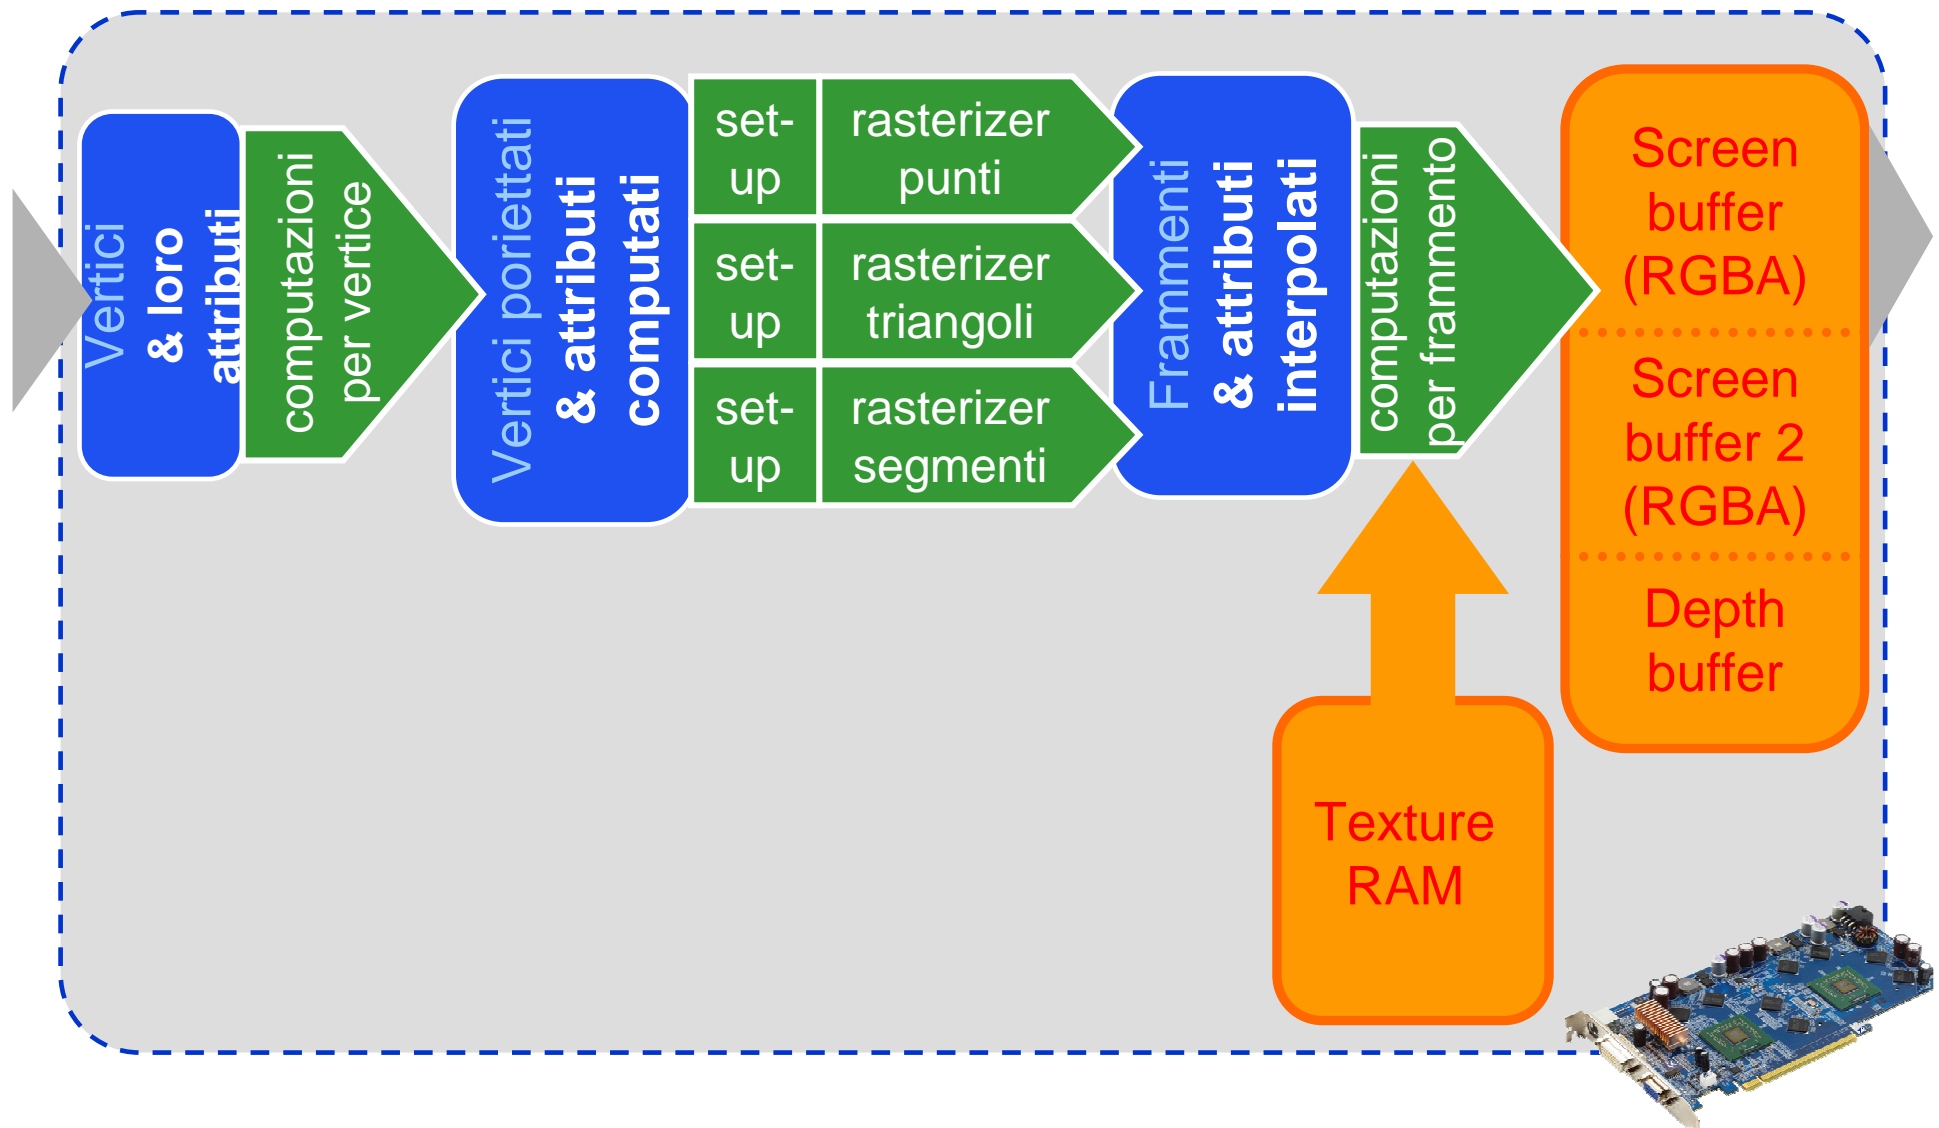 Vertici
& loro
attributi
computazioni
per vertice
Vertici poriettati
& attributi
computati
set-
up
rasterizer
punti
set-
up
rasterizer
triangoli
set-
up
rasterizer
segmenti
Frammenti
& attributi
interpolati
computazioni
per frammento
Screen
buffer
(RGBA)
Screen
buffer 2
(RGBA)
Depth
buffer
Texture
RAM